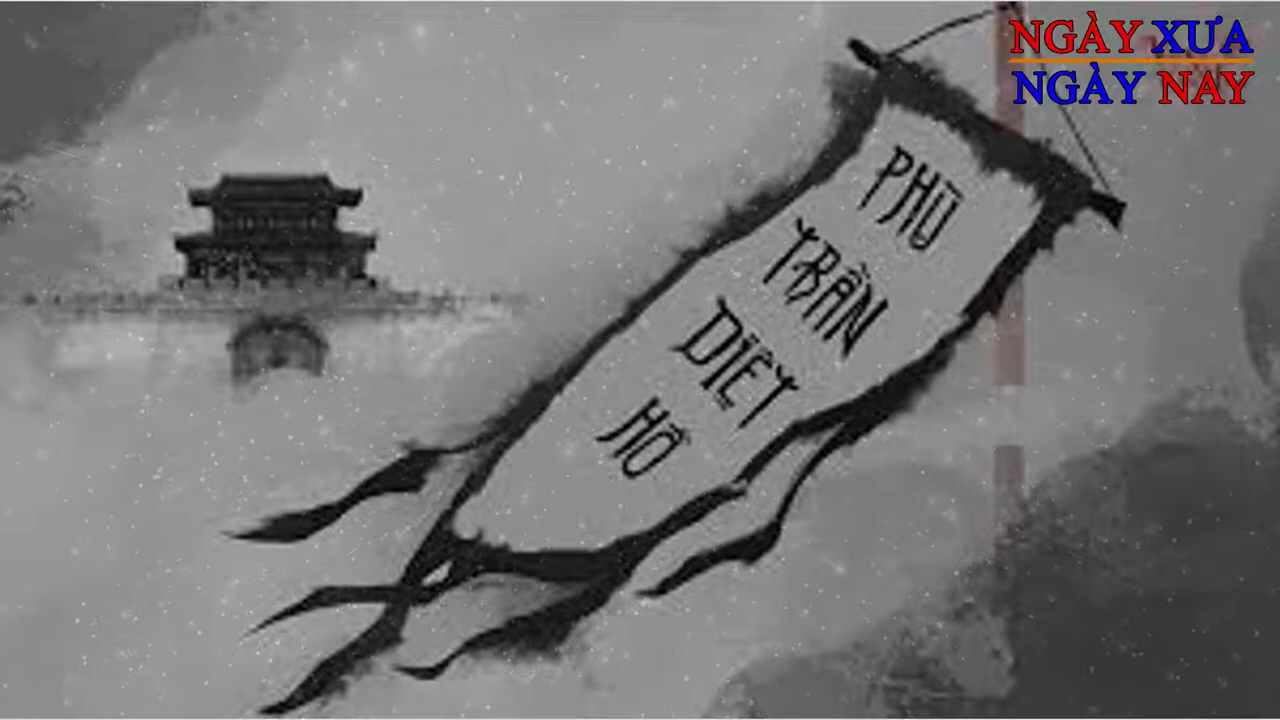 NGÀY XƯA
NGÀY NAY
PHÙ
TRẦN
DIỆT
HỒ